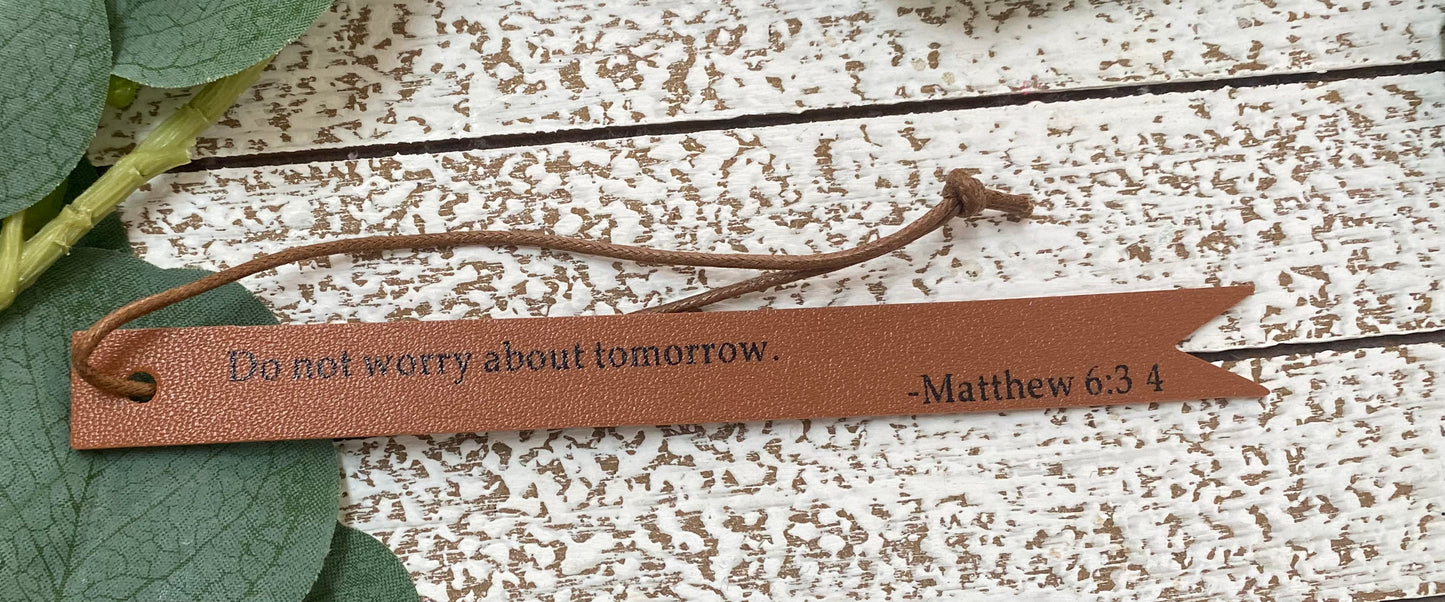 Do not worry about tomorrow.
-Matthew 6:3 4